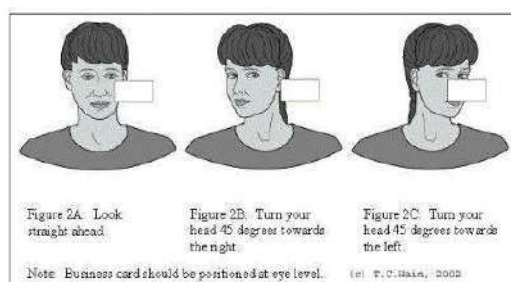 Figure 2A. Look
straight ahead
Figure 2B. Turn your
head 45 degrees towards
the right.
Figure 2C. Turn your
head 45 degrees towards
the left.
Note: Business card should be positioned at eye level.
(c) T.C.Hain, 2002